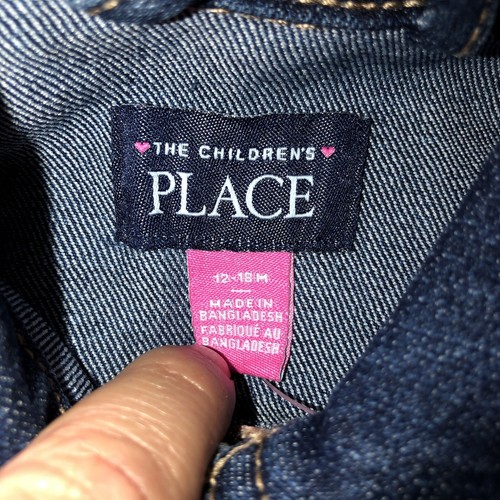 THE CHILDREN'S
PLACE
12-18 M
MADE IN
BANGLADESH
FABRIQUÉ AU
BANGLADESH